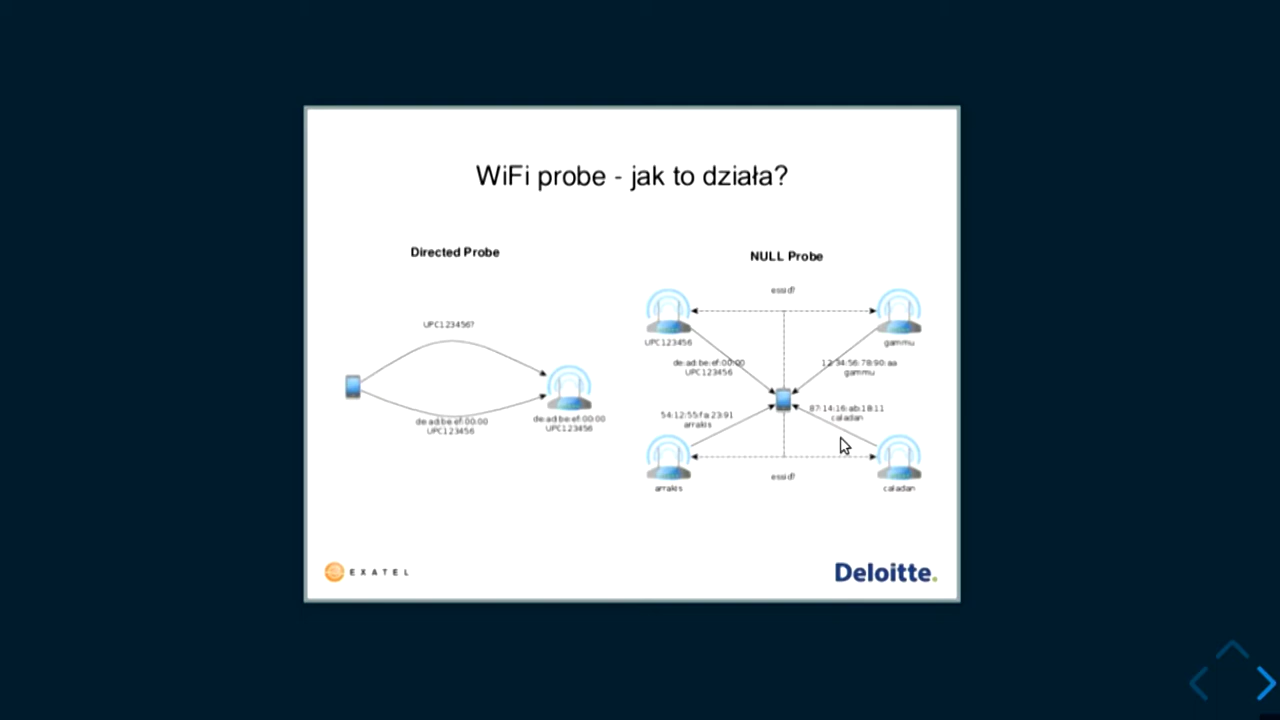 WiFi probe - jak to działa?
Directed Probe
UPC123456?
de:ad:be:ef:00:00
UPC123456
de:ad:be:ef:00:00
UPC123456
NULL Probe
essid?
UPC123456
gammu
de:ad:be:ef:00:00
UPC123456
12:34:56:78:90:aa
gammu
54:12:55:fa:23:91
arrakis
87:14:16:ab:18:11
caladan
essid?
arrakis
caladan
EXATEL
Deloitte.